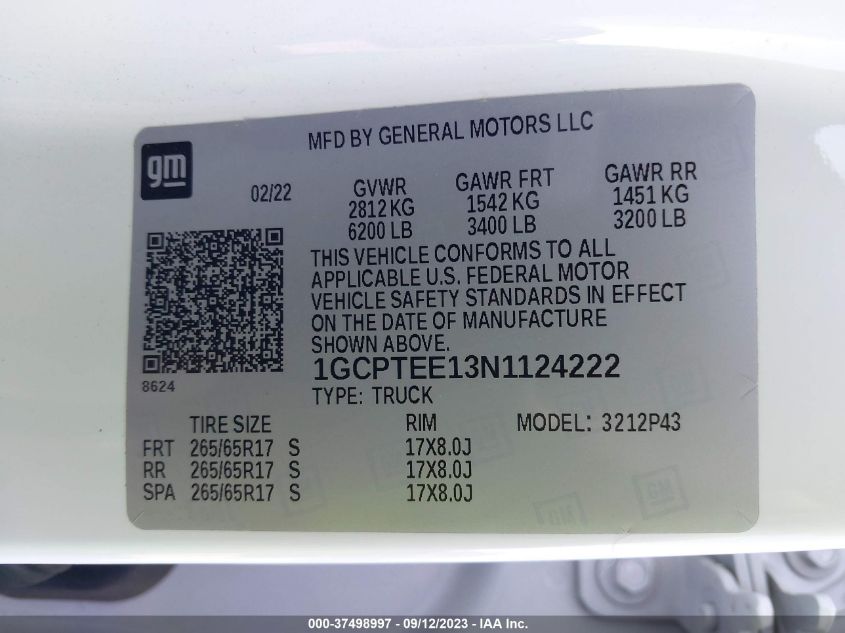 MFD BY GENERAL MOTORS LLC
gm
02/22
GVWR GAWR FRT GAWR RR
2812 KG 1542 KG 1451 KG
6200 LB 3400 LB 3200 LB
THIS VEHICLE CONFORMS TO ALL
APPLICABLE U.S. FEDERAL MOTOR
VEHICLE SAFETY STANDARDS IN EFFECT
ON THE DATE OF MANUFACTURE
SHOWN ABOVE.
8624
1GCPTEE13N1124222
TYPE: TRUCK
TIRE SIZE RIM MODEL: 3212P43
FRT 265/65R17 S 17X8.0J
RR 265/65R17 S 17X8.0J
SPA 265/65R17 S 17X8.0J
GM
GM
000-37498997 - 09/12/2023 - IAA Inc.